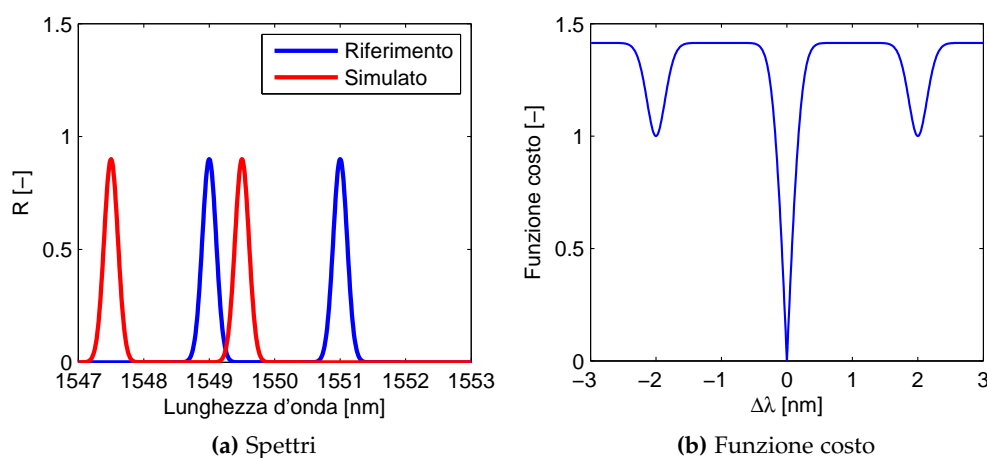 1.5
1
0.5
0
R [−]
Riferimento
Simulato
1547 1548 1549 1550 1551 1552 1553
Lunghezza d'onda [nm]
(a) Spettri
1.5
1
0.5
0
Funzione costo [−]
−3 −2 −1 0 1 2 3
Δλ [nm]
(b) Funzione costo